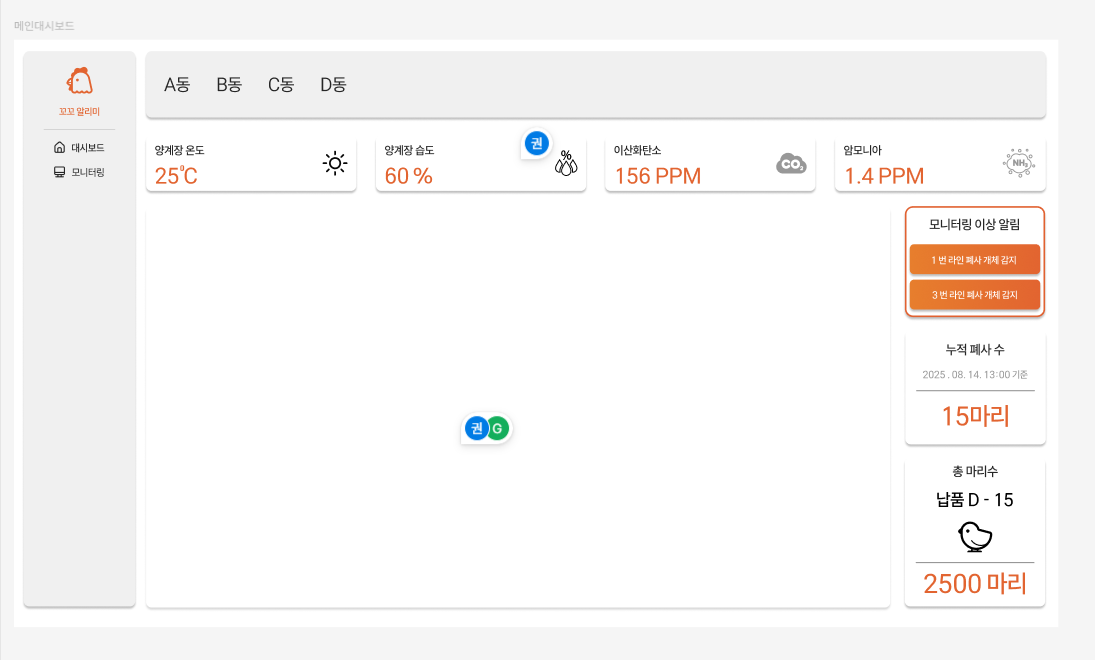 메인대시보드
꼬꼬 알리미
대시보드
모니터링
A동 B동 C동 D동
양계장 온도
25℃
양계장 습도
60 %
권
%
이산화탄소
156 PPM
CO₂
암모니아
1.4 PPM
NH₃
모니터링 이상 알림
1 번 라인 폐사 개체 감지
3 번 라인 폐사 개체 감지
누적 폐사 수
2025 . 08. 14. 13:00 기준
15마리
권 G
총 마리수
납품 D - 15
2500 마리